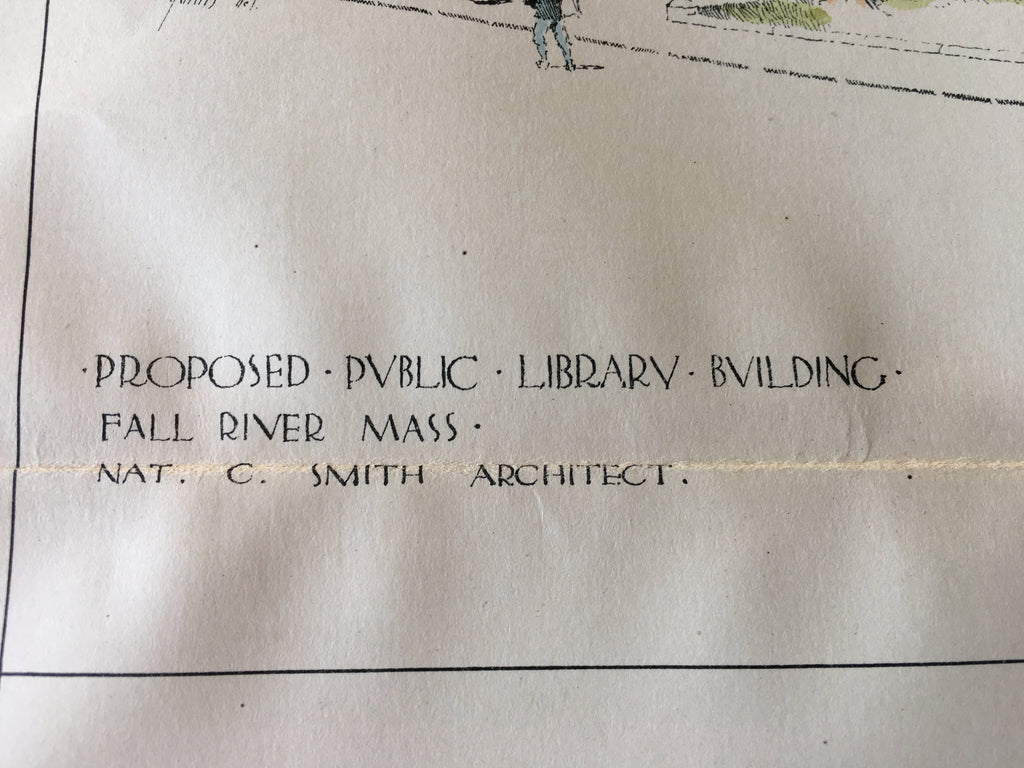 ·PROPOSED · PVBLIC · LIBRARY · BVILDING·
FALL RIVER MASS·
NAT. C. SMITH ARCHITECT.